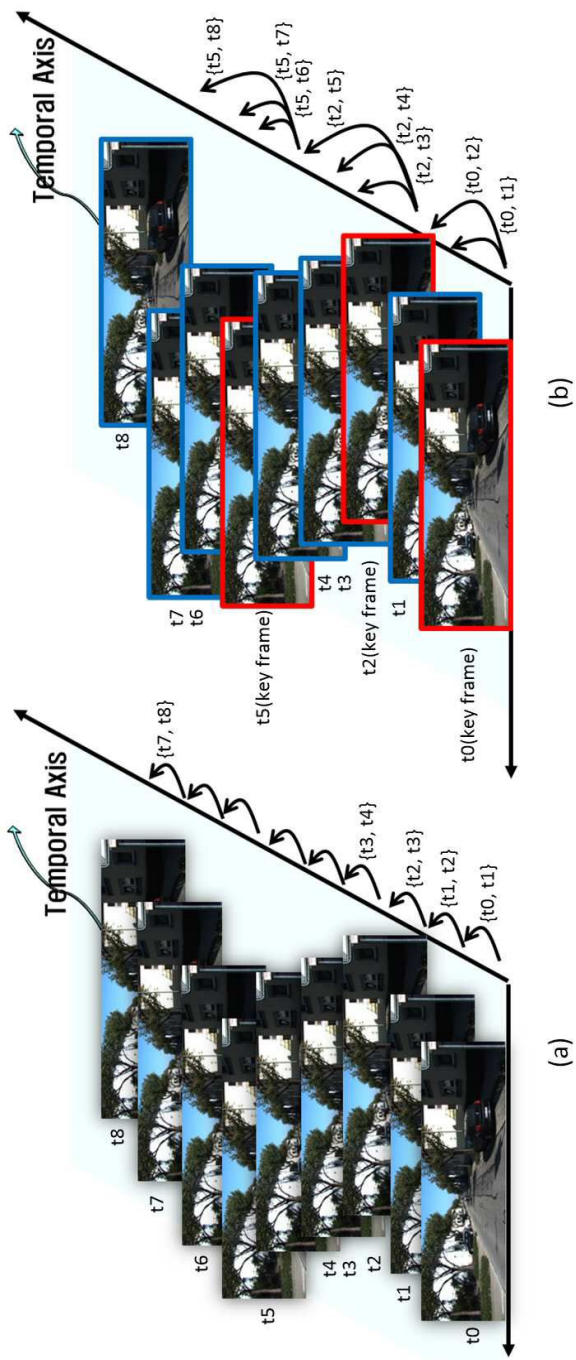 Temporal Axis
t8
t7
t6
t5
t4
t3
t2
t1
t0
{t7, t8}
{t3, t4}
{t2, t3}
{t1, t2}
{t0, t1}
(a)
Temporal Axis
t8
t7
t6
t5(key frame)
t4
t3
t2(key frame)
t1
t0(key frame)
{t5, t8}
{t5, t7}
{t5, t6}
{t2, t5}
{t2, t4}
{t2, t3}
{t0, t2}
{t0, t1}
(b)